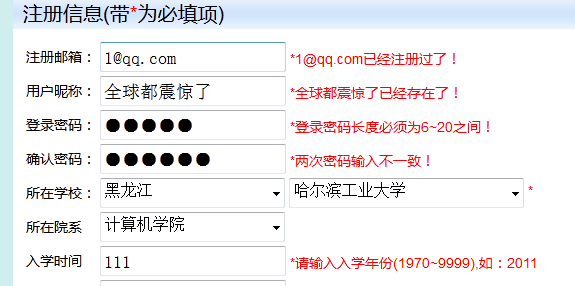 注册信息(带*为必填项)
注册邮箱： 1@qq.com *1@qq.com已经注册过了！
用户昵称： 全球都震惊了 *全球都震惊了已经存在了！
登录密码： ●●●●● *登录密码长度必须为6~20之间！
确认密码： ●●●●●● *两次密码输入不一致！
所在学校： 黑龙江 哈尔滨工业大学 *
所在院系 计算机学院
入学时间 111 *请输入入学年份(1970~9999),如：2011